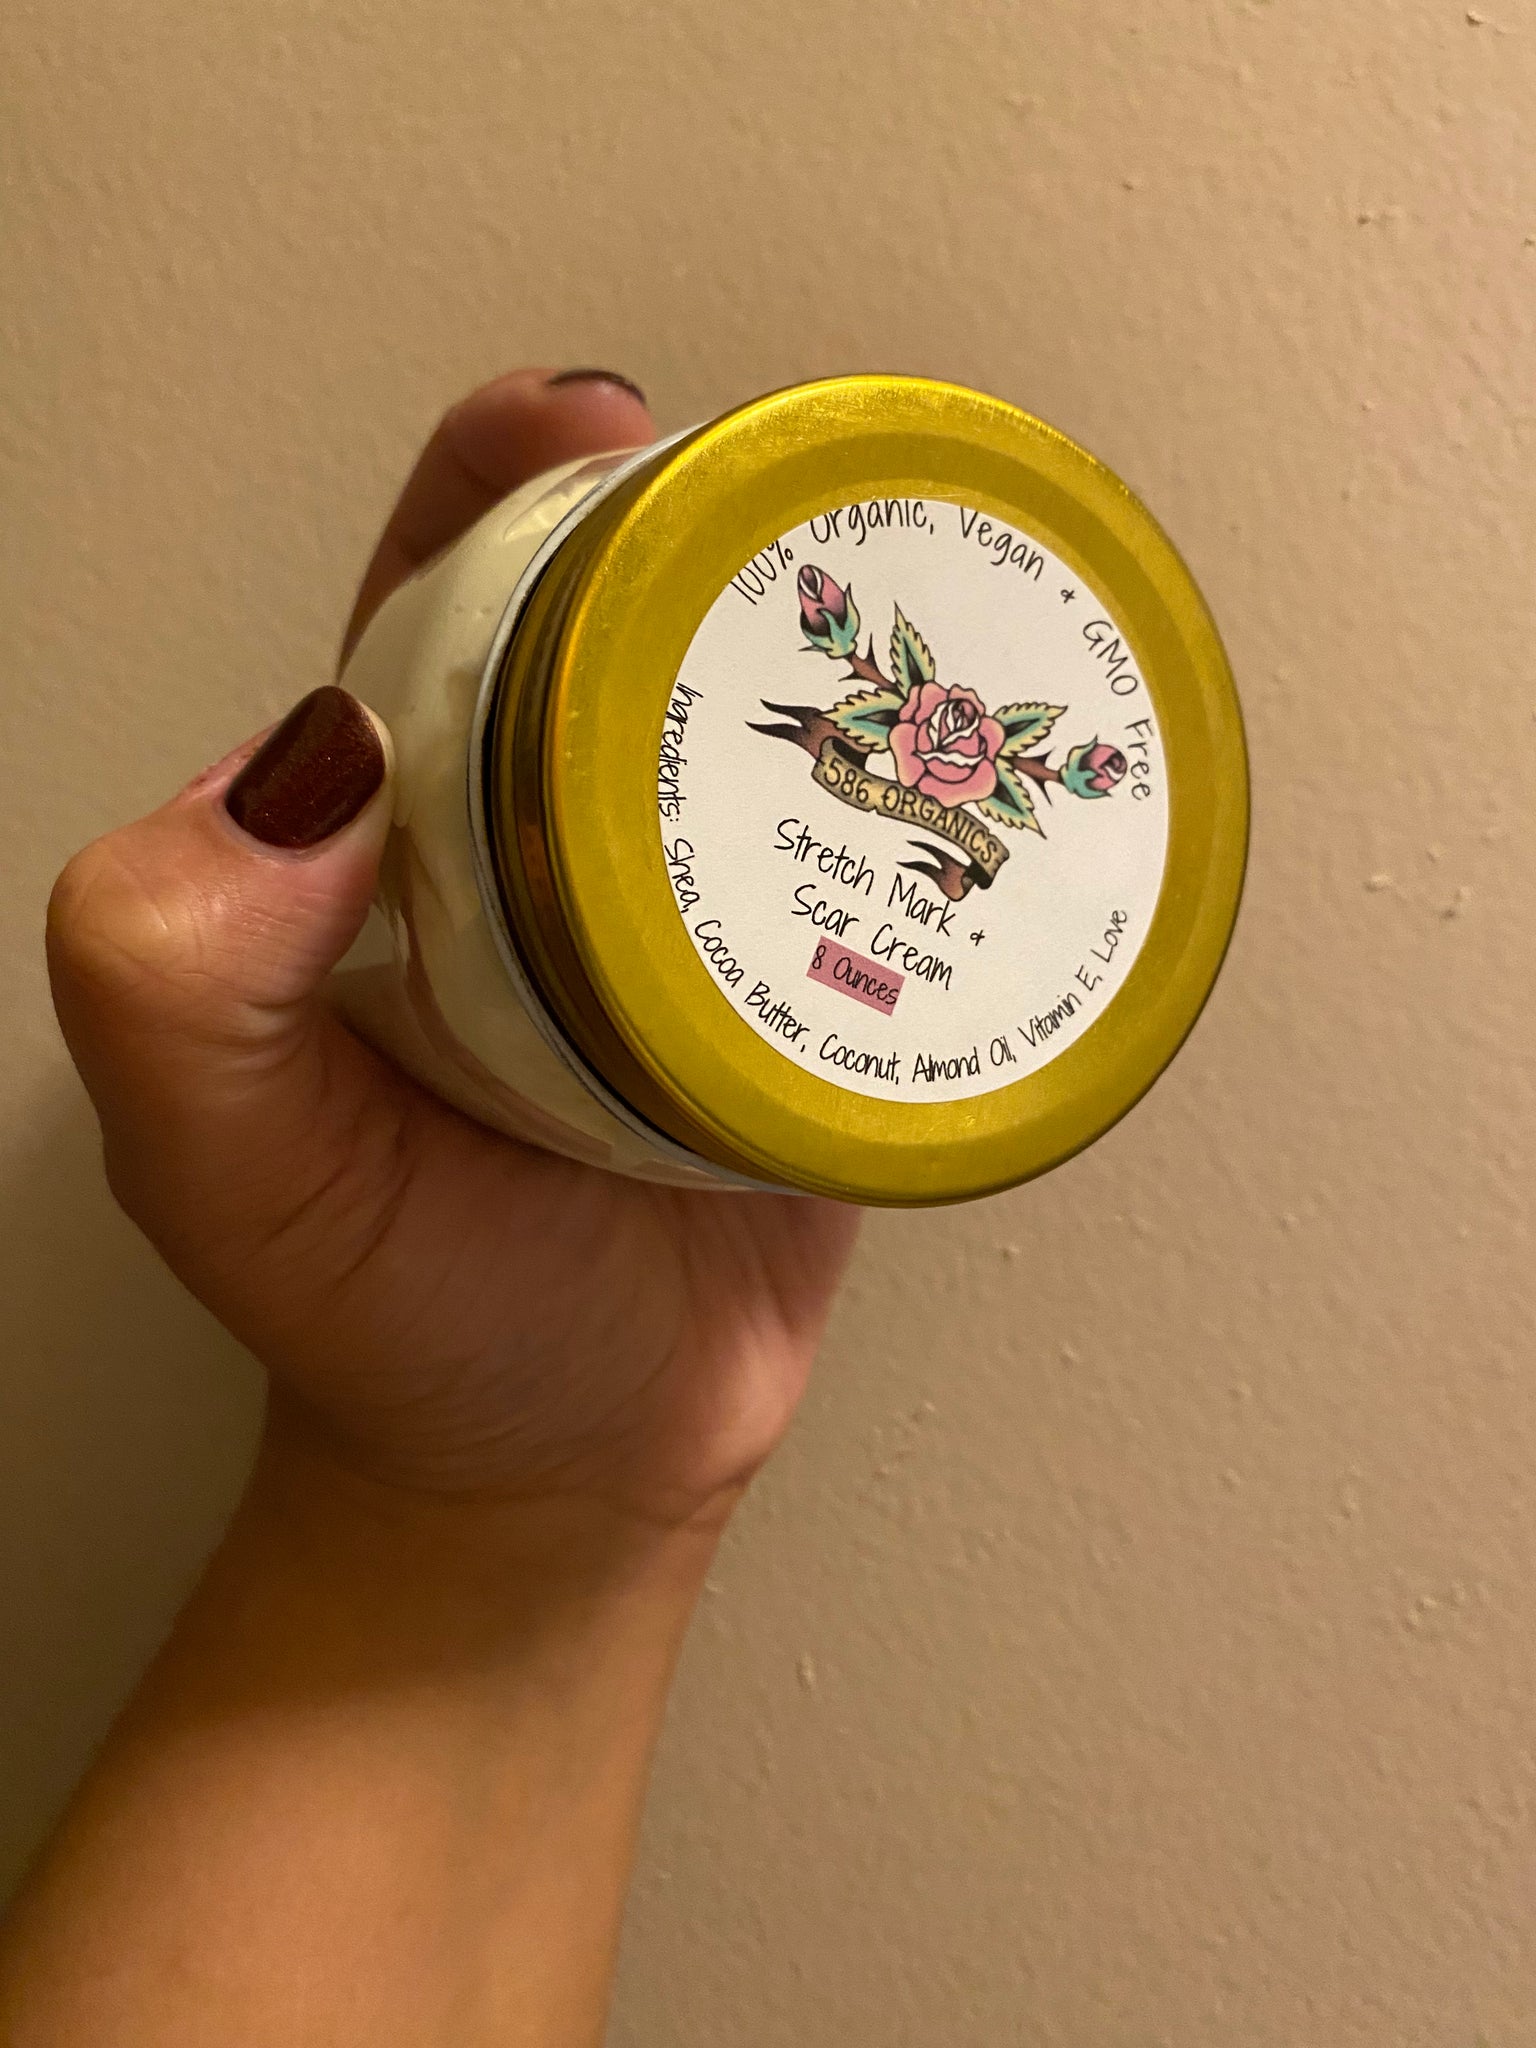 100% Organic, Vegan & GMO Free
586 ORGANICS
Stretch Mark &
Scar Cream
8 Ounces
Ingredients: Shea, Cocoa Butter, Coconut, Almond Oil, Vitamin E, Love